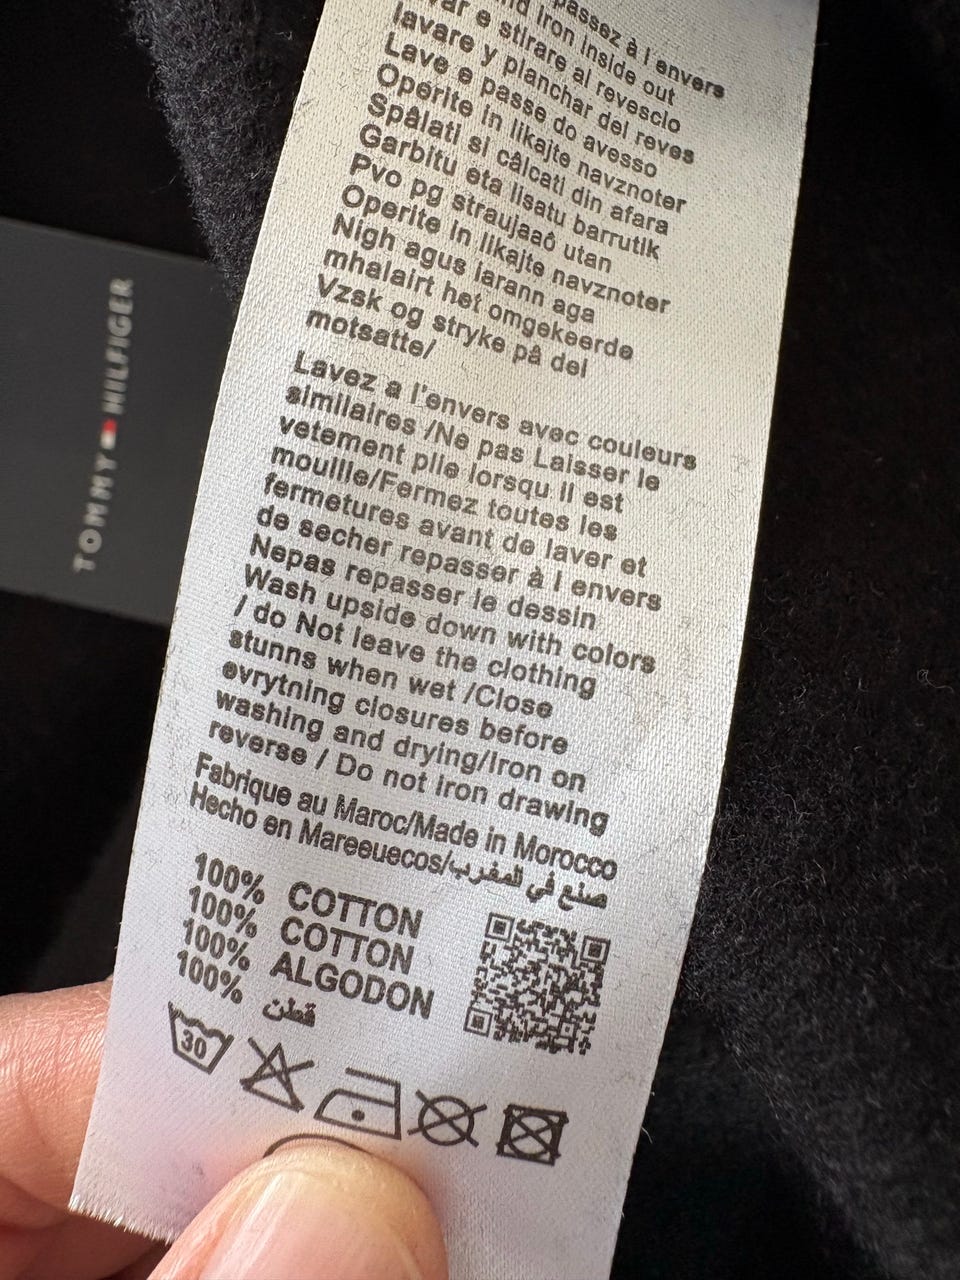 passez à l envers
nd iron inside out
var e stirare al revescio
lavare y planchar del reves
Lave e passe do avesso
Operite in likajte navznoter
Spâlati si câlcati din afara
Garbitu eta lisatu barrutik
Pvo pg straujaaô utan
Operite in likajte navznoter
Nigh agus iarann aga
mhalairt het omgekeerde
Vzsk og stryke på del
motsatte/
Lavez a l'envers avec couleurs
similaires /Ne pas Laisser le
vetement plie lorsqu il est
mouille/Fermez toutes les
fermetures avant de laver et
de secher repasser à l envers
Nepas repasser le dessin
Wash upside down with colors
/ do Not leave the clothing
stunns when wet /Close
evrytning closures before
washing and drying/Iron on
reverse / Do not iron drawing
Fabrique au Maroc/Made in Morocco
Hecho en Mareeuecos/صنع في المغرب
100% COTTON
100% COTTON
100% ALGODON
100% قطن
30
TOMMY HILFIGER